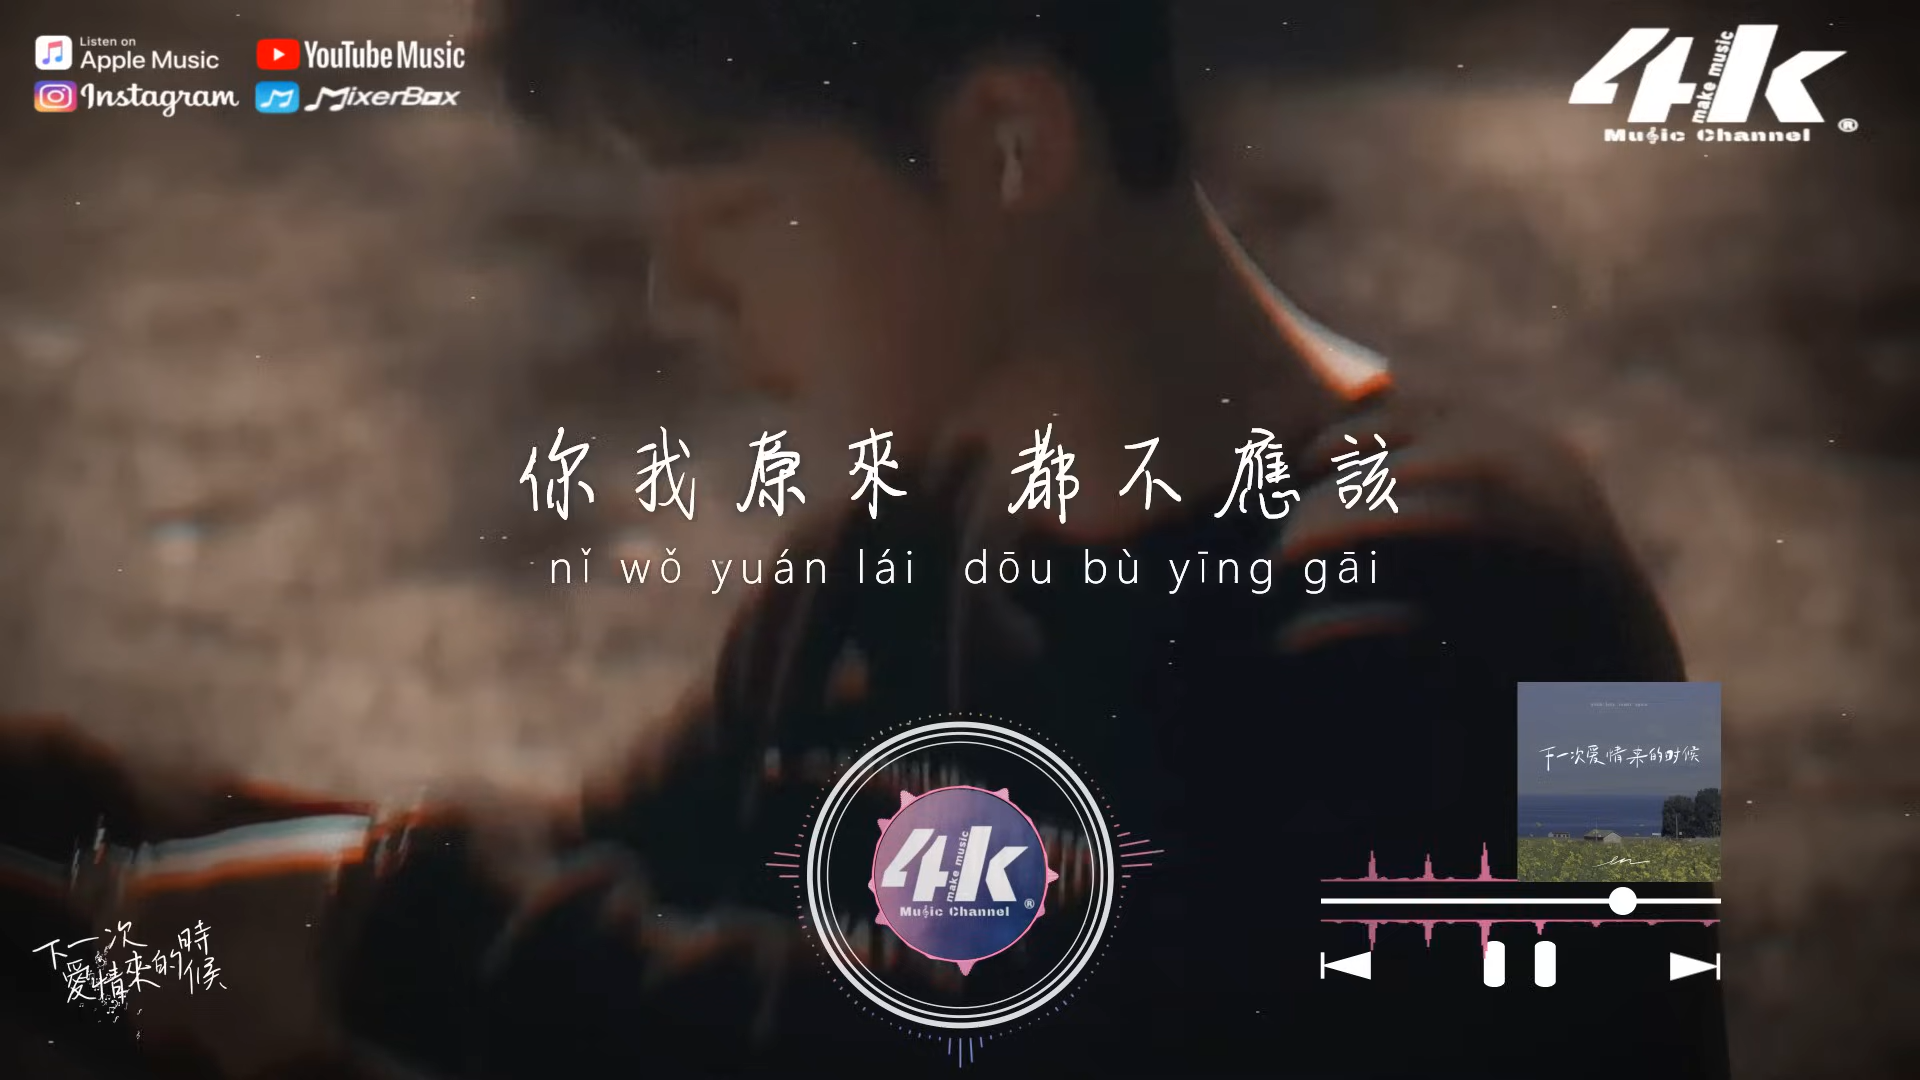 Listen on
Apple Music
YouTube Music
Instagram
MixerBox
4k
make music
Music Channel
®
你我原來 都不應該
nǐ wǒ yuán lái dōu bù yīng gāi
下一次爱情来的时候
en
4k
make music
Music Channel
®
下一次
愛情來的時候